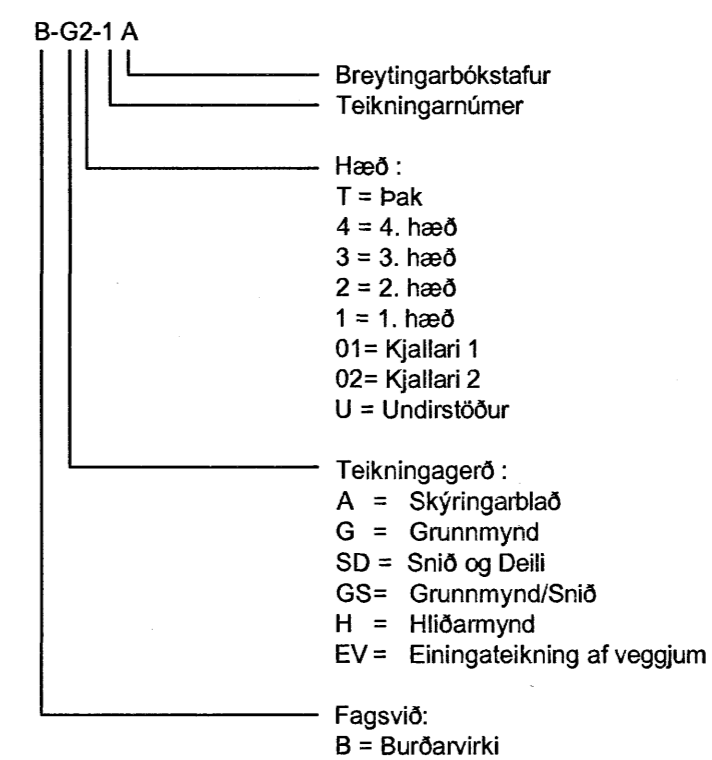 B-G2-1 A
Breytingarbókstafur
Teikningarnúmer
Hæð :
T = Þak
4 = 4. hæð
3 = 3. hæð
2 = 2. hæð
1 = 1. hæð
01= Kjallari 1
02= Kjallari 2
U = Undirstöður
Teikningagerð :
A = Skýringarblað
G = Grunnmynd
SD = Snið og Deili
GS= Grunnmynd/Snið
H = Hliðarmynd
EV = Einingateikning af veggjum
Fagsvið:
B = Burðarvirki